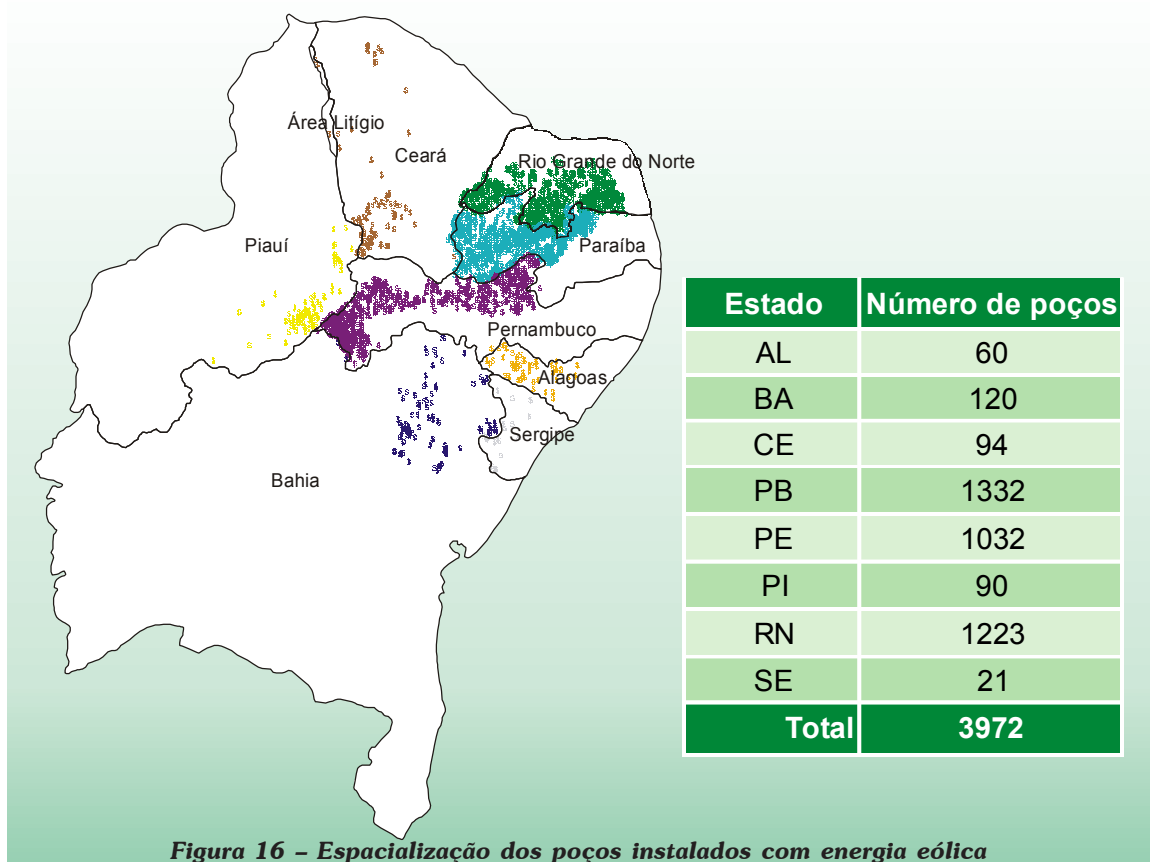 Área Litígio
Ceará
Rio Grande do Norte
Piauí
Paraíba
Pernambuco
Alagoas
Sergipe
Bahia
Estado Número de poços
AL 60
BA 120
CE 94
PB 1332
PE 1032
PI 90
RN 1223
SE 21
Total 3972
Figura 16 – Espacialização dos poços instalados com energia eólica